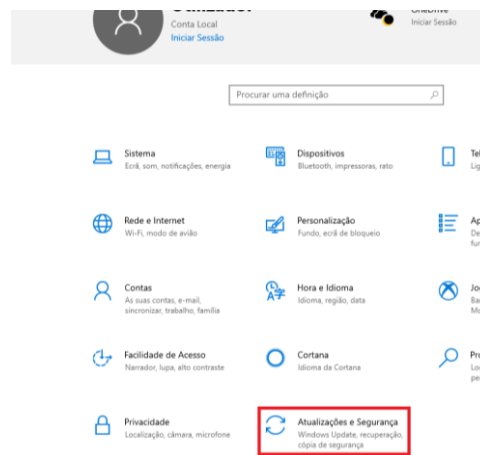 Conta Local
Iniciar Sessão
OneDrive
Iniciar Sessão
Procurar uma definição
Sistema
Ecrã, som, notificações, energia
Dispositivos
Bluetooth, impressoras, rato
Rede e Internet
Wi-Fi, modo de avião
Personalização
Fundo, ecrã de bloqueio
Contas
As suas contas, e-mail,
sincronizar, trabalho, família
Hora e Idioma
Idioma, região, data
Facilidade de Acesso
Narrador, lupa, alto contraste
Cortana
Idioma da Cortana
Privacidade
Localização, câmara, microfone
Atualizações e Segurança
Windows Update, recuperação,
cópia de segurança